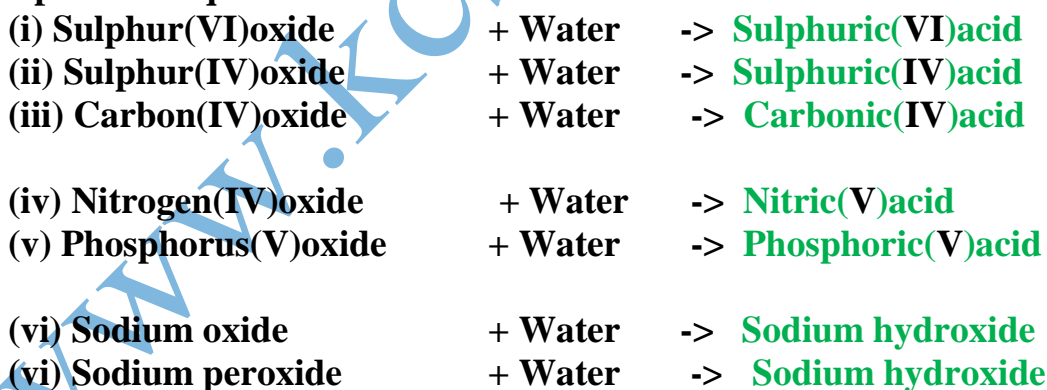 (i) Sulphur(VI)oxide + Water -> Sulphuric(VI)acid
(ii) Sulphur(IV)oxide + Water -> Sulphuric(IV)acid
(iii) Carbon(IV)oxide + Water -> Carbonic(IV)acid
(iv) Nitrogen(IV)oxide + Water -> Nitric(V)acid
(v) Phosphorus(V)oxide + Water -> Phosphoric(V)acid
(vi) Sodium oxide + Water -> Sodium hydroxide
(vi) Sodium peroxide + Water -> Sodium hydroxide